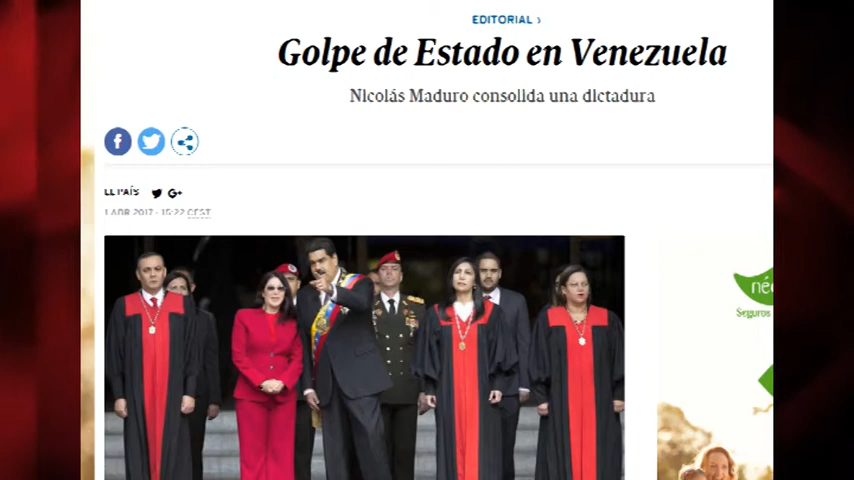 EDITORIAL ›
Golpe de Estado en Venezuela
Nicolás Maduro consolida una dictadura
EL PAÍS
1 ABR 2017 - 15:22 CEST
Seguros